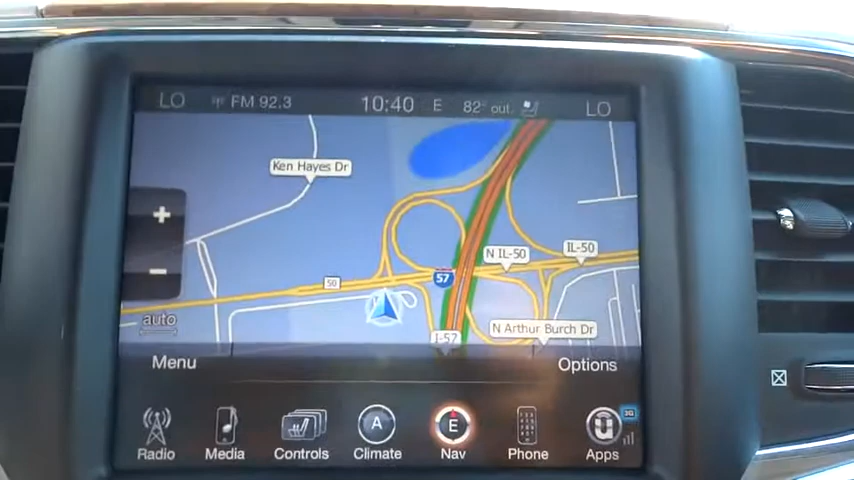 LO FM 92.3 10:40 E 82° out LO
Ken Hayes Dr
+
N IL-50 IL-50
57
50
−
auto
N Arthur Burch Dr
I-57
Menu Options
A E 3G
Radio Media Controls Climate Nav Phone Apps